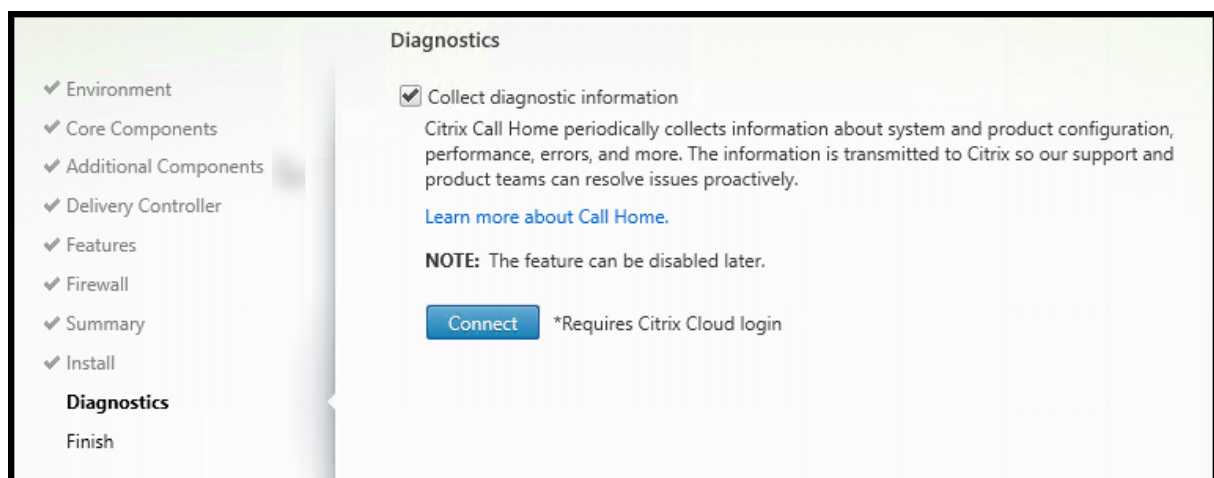 Diagnostics
Environment
Core Components
Additional Components
Delivery Controller
Features
Firewall
Summary
Install
Diagnostics
Finish
Collect diagnostic information
Citrix Call Home periodically collects information about system and product configuration,
performance, errors, and more. The information is transmitted to Citrix so our support and
product teams can resolve issues proactively.
Learn more about Call Home.
NOTE: The feature can be disabled later.
Connect *Requires Citrix Cloud login